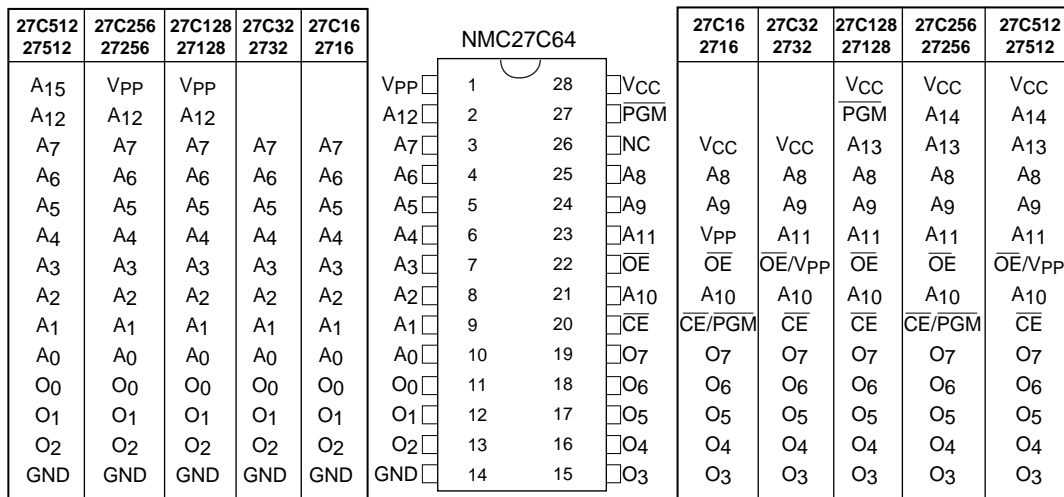 27C512 27C256 27C128 27C32 27C16 NMC27C64 27C16 27C32 27C128 27C256 27C512
27512 27256 27128 2732 2716 2716 2732 27128 27256 27512
A15 VPP VPP VPP 1 28 VCC VCC VCC VCC
A12 A12 A12 A12 2 27 PGM PGM A14 A14
A7 A7 A7 A7 A7 A7 3 26 NC VCC VCC A13 A13 A13
A6 A6 A6 A6 A6 A6 4 25 A8 A8 A8 A8 A8 A8
A5 A5 A5 A5 A5 A5 5 24 A9 A9 A9 A9 A9 A9
A4 A4 A4 A4 A4 A4 6 23 A11 VPP A11 A11 A11 A11
A3 A3 A3 A3 A3 A3 7 22 OE OE OE/VPP OE OE OE/VPP
A2 A2 A2 A2 A2 A2 8 21 A10 A10 A10 A10 A10 A10
A1 A1 A1 A1 A1 A1 9 20 CE CE/PGM CE CE CE/PGM CE
A0 A0 A0 A0 A0 A0 10 19 O7 O7 O7 O7 O7 O7
O0 O0 O0 O0 O0 O0 11 18 O6 O6 O6 O6 O6 O6
O1 O1 O1 O1 O1 O1 12 17 O5 O5 O5 O5 O5 O5
O2 O2 O2 O2 O2 O2 13 16 O4 O4 O4 O4 O4 O4
GND GND GND GND GND GND 14 15 O3 O3 O3 O3 O3 O3